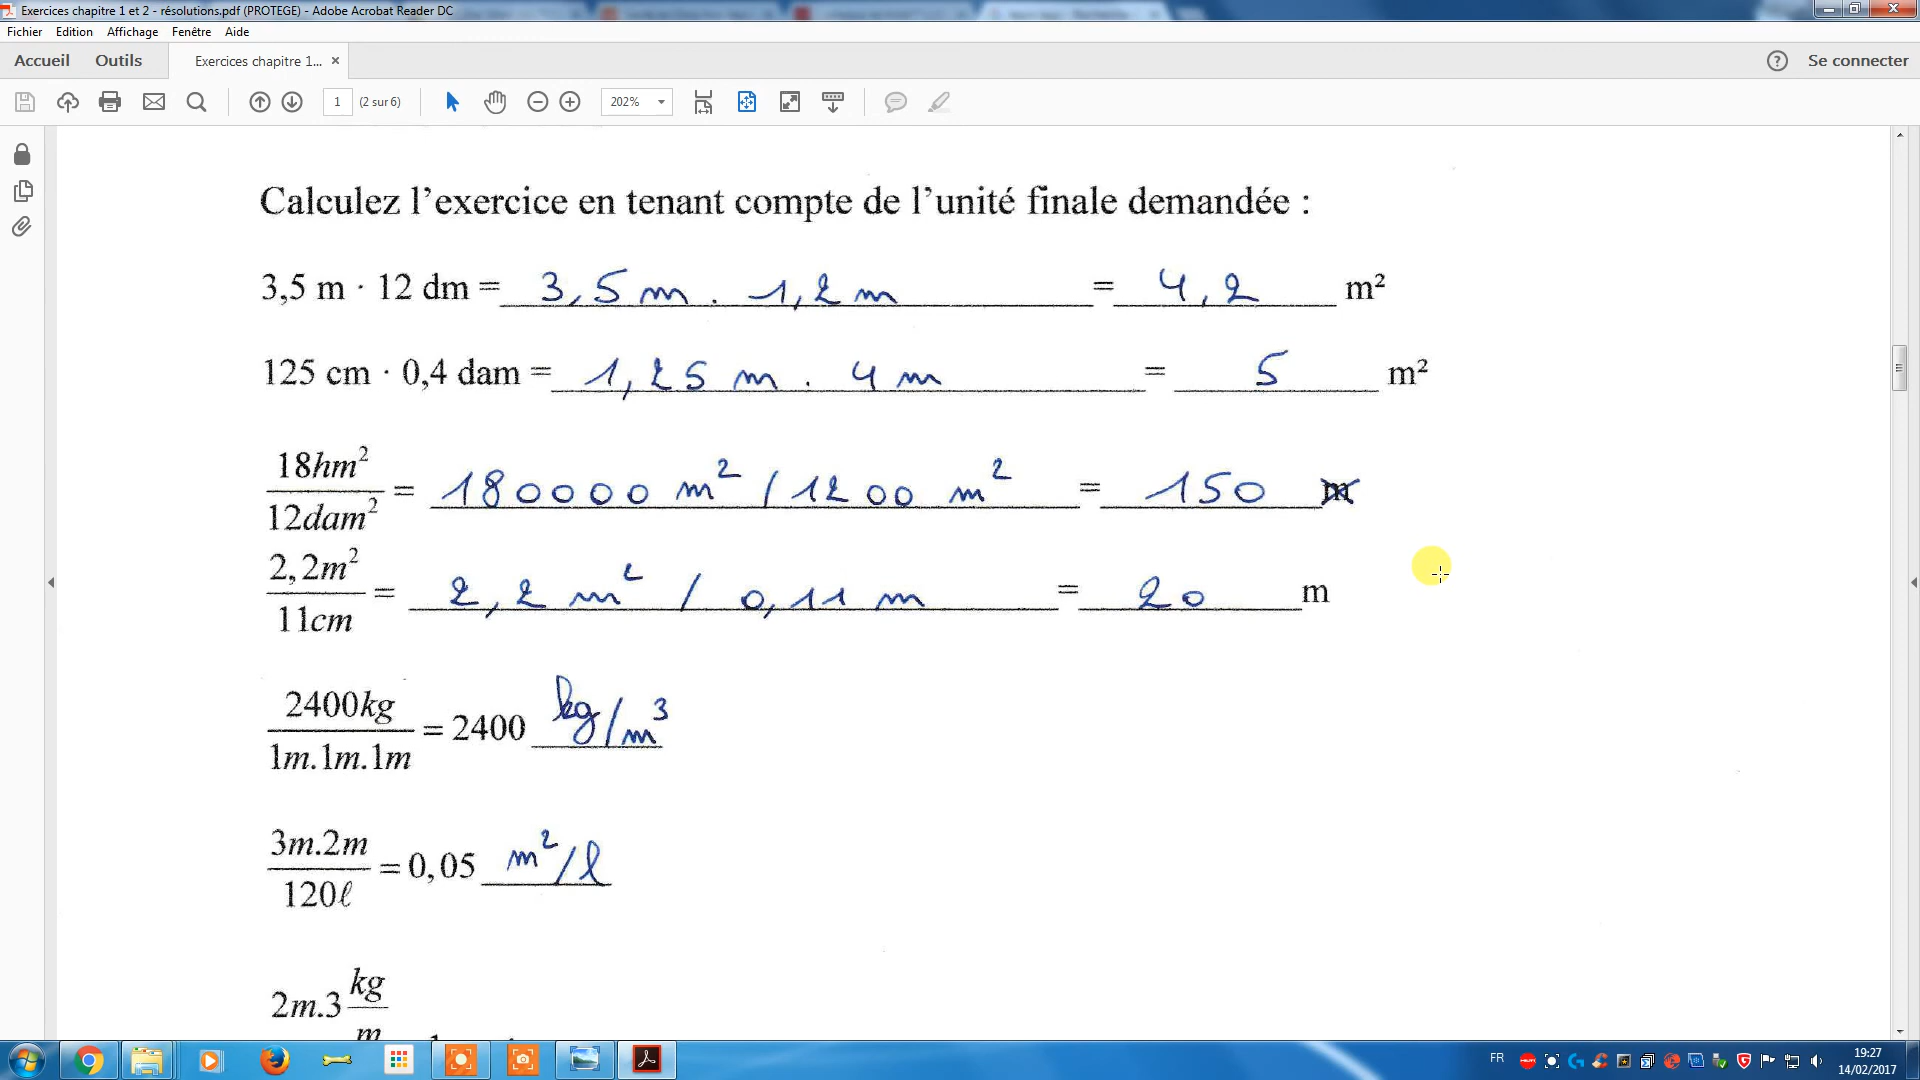 Exercices chapitre 1 et 2 - résolutions.pdf (PROTEGE) - Adobe Acrobat Reader DC
Fichier Edition Affichage Fenêtre Aide
Accueil Outils Exercices chapitre 1... × ? Se connecter
1 (2 sur 6) 202%
Calculez l'exercice en tenant compte de l'unité finale demandée :
3,5 m · 12 dm = 3,5 m . 1,2 m = 4,2 m²
125 cm · 0,4 dam = 1,25 m . 4 m = 5 m²
18hm²
12dam²
= 180000 m² / 1200 m² = 150 m
2,2m²
11cm
= 2,2 m² / 0,11 m = 20 m
2400kg
1m.1m.1m
= 2400 kg/m³
3m.2m
120ℓ
= 0,05 m²/l
2m.3 kg
m
FR 19:27
14/02/2017